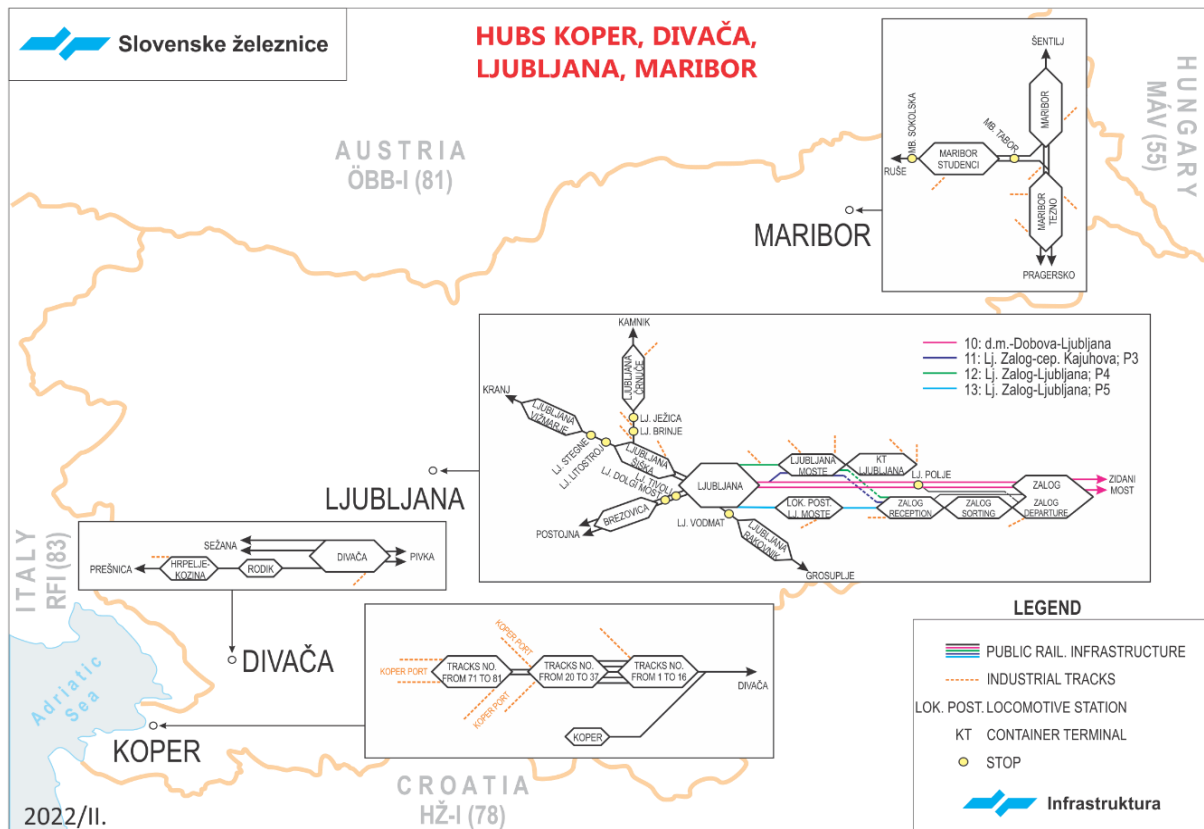 Slovenske železnice
HUBS KOPER, DIVAČA,
LJUBLJANA, MARIBOR
AUSTRIA
ÖBB-I (81)
HUNGARY
MÁV (55)
ŠENTILJ
MARIBOR
MB. SOKOLSKA
MB. TABOR
MARIBOR
STUDENCI
RUŠE
MARIBOR
TEZNO
PRAGERSKO
MARIBOR
KAMNIK
LJUBLJANA
ČRNUČE
KRANJ
LJUBLJANA
VIŽMARJE
LJ. JEŽICA
LJ. BRINJE
LJ. STEGNE
LJ. LITOSTROJ
LJUBLJANA
ŠIŠKA
LJ. TIVOLI
LJ. DOLGI MOST
LJUBLJANA
BREZOVICA
POSTOJNA
LJ. VODMAT
LJUBLJANA
RAKOVNIK
GROSUPLJE
10: d.m.-Dobova-Ljubljana
11: Lj. Zalog-cep. Kajuhova; P3
12: Lj. Zalog-Ljubljana; P4
13: Lj. Zalog-Ljubljana; P5
LJUBLJANA
MOSTE
KT
LJUBLJANA
LJ. POLJE
LOK. POST.
LJ. MOSTE
ZALOG
RECEPTION
ZALOG
SORTING
ZALOG
ZALOG
DEPARTURE
ZIDANI
MOST
LJUBLJANA
ITALY
RFI (83)
SEŽANA
PREŠNICA
HRPELJE-
KOZINA
RODIK
DIVAČA
PIVKA
DIVAČA
KOPER PORT
KOPER PORT
KOPER PORT
TRACKS NO.
FROM 71 TO 81
TRACKS NO.
FROM 20 TO 37
TRACKS NO.
FROM 1 TO 16
DIVAČA
KOPER
KOPER
Adriatic
Sea
CROATIA
HŽ-I (78)
LEGEND
PUBLIC RAIL. INFRASTRUCTURE
INDUSTRIAL TRACKS
LOK. POST. LOCOMOTIVE STATION
KT CONTAINER TERMINAL
STOP
Infrastruktura
2022/II.